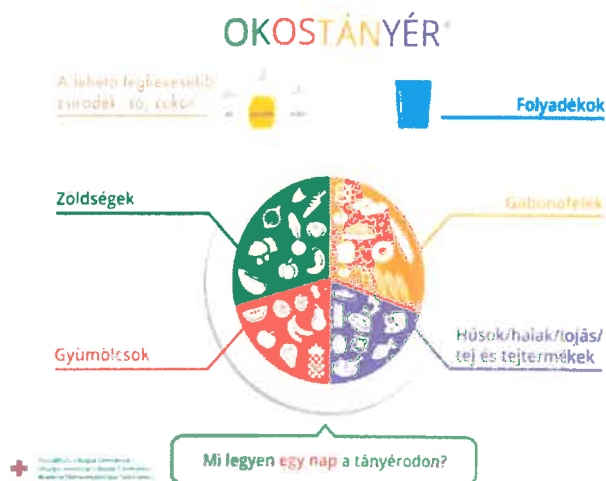 OKOSTÁNYÉR®
A lehető legkevesebb
zsiradék, só, cukor
Folyadékok
Zöldségek
Gabonafélék
Gyümölcsök
Húsok/halak/tojás/
tej és tejtermékek
Mi legyen egy nap a tányérodon?